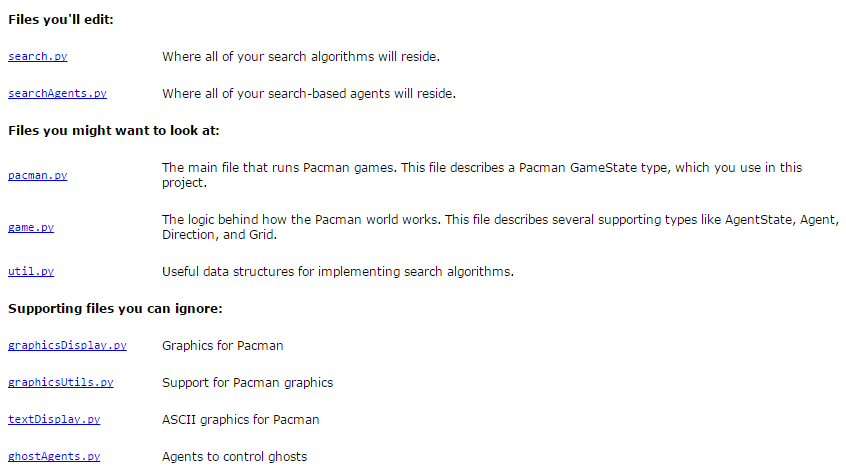 Files you'll edit:
search.py Where all of your search algorithms will reside.
searchAgents.py Where all of your search-based agents will reside.
Files you might want to look at:
pacman.py The main file that runs Pacman games. This file describes a Pacman GameState type, which you use in this
project.
game.py The logic behind how the Pacman world works. This file describes several supporting types like AgentState, Agent,
Direction, and Grid.
util.py Useful data structures for implementing search algorithms.
Supporting files you can ignore:
graphicsDisplay.py Graphics for Pacman
graphicsUtils.py Support for Pacman graphics
textDisplay.py ASCII graphics for Pacman
ghostAgents.py Agents to control ghosts